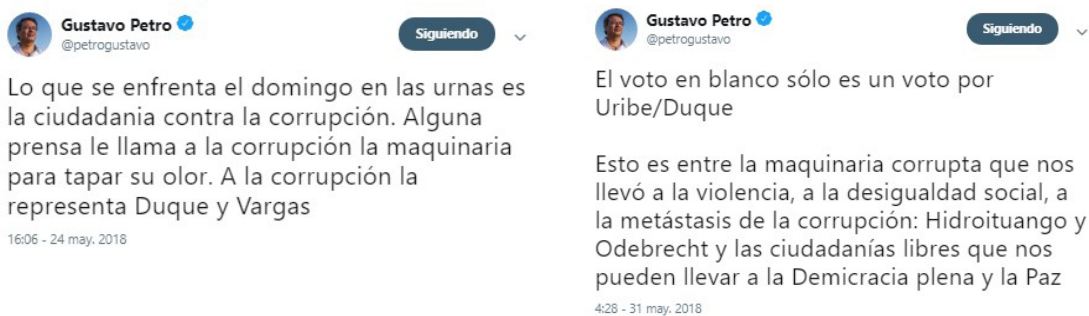 Gustavo Petro
@petrogustavo
Siguiendo
Lo que se enfrenta el domingo en las urnas es
la ciudadania contra la corrupción. Alguna
prensa le llama a la corrupción la maquinaria
para tapar su olor. A la corrupción la
representa Duque y Vargas
16:06 - 24 may. 2018
Gustavo Petro
@petrogustavo
Siguiendo
El voto en blanco sólo es un voto por
Uribe/Duque
Esto es entre la maquinaria corrupta que nos
llevó a la violencia, a la desigualdad social, a
la metástasis de la corrupción: Hidroituango y
Odebrecht y las ciudadanías libres que nos
pueden llevar a la Demicracia plena y la Paz
4:28 - 31 may. 2018